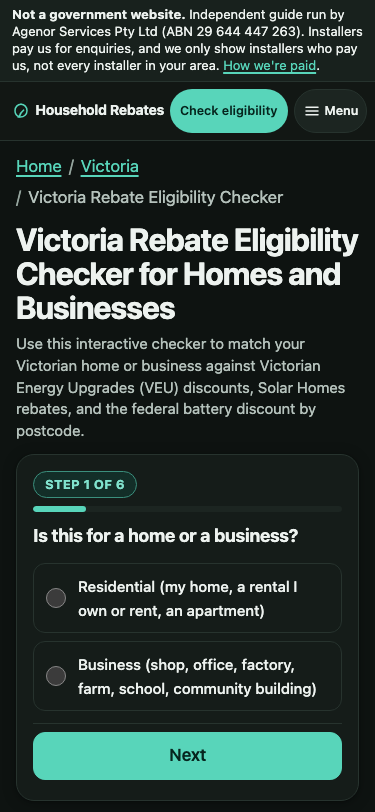 Not a government website. Independent guide run by
Agenor Services Pty Ltd (ABN 29 644 447 263). Installers
pay us for enquiries, and we only show installers who pay
us, not every installer in your area. How we're paid.
Household Rebates
Check eligibility
Menu
Home / Victoria
/ Victoria Rebate Eligibility Checker
Victoria Rebate Eligibility
Checker for Homes and
Businesses
Use this interactive checker to match your
Victorian home or business against Victorian
Energy Upgrades (VEU) discounts, Solar Homes
rebates, and the federal battery discount by
postcode.
STEP 1 OF 6
Is this for a home or a business?
Residential (my home, a rental I
own or rent, an apartment)
Business (shop, office, factory,
farm, school, community building)
Next